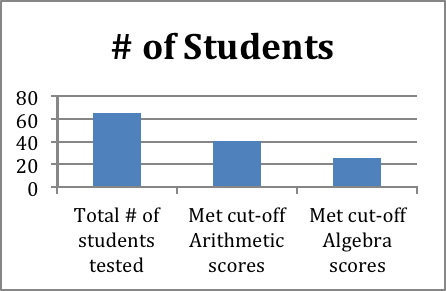 # of Students
80
60
40
20
0
Total # of
students
tested
Met cut-off
Arithmetic
scores
Met cut-off
Algebra
scores